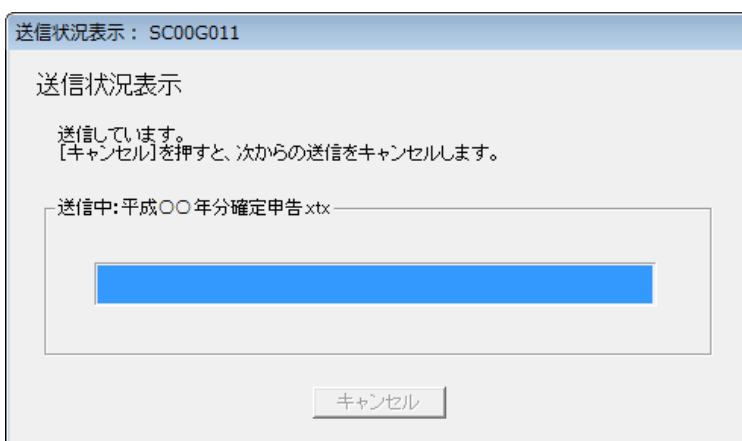 送信状況表示： SC00G011
送信状況表示
送信しています。
[キャンセル]を押すと、次からの送信をキャンセルします。
送信中:平成○○年分確定申告.xtx
キャンセル